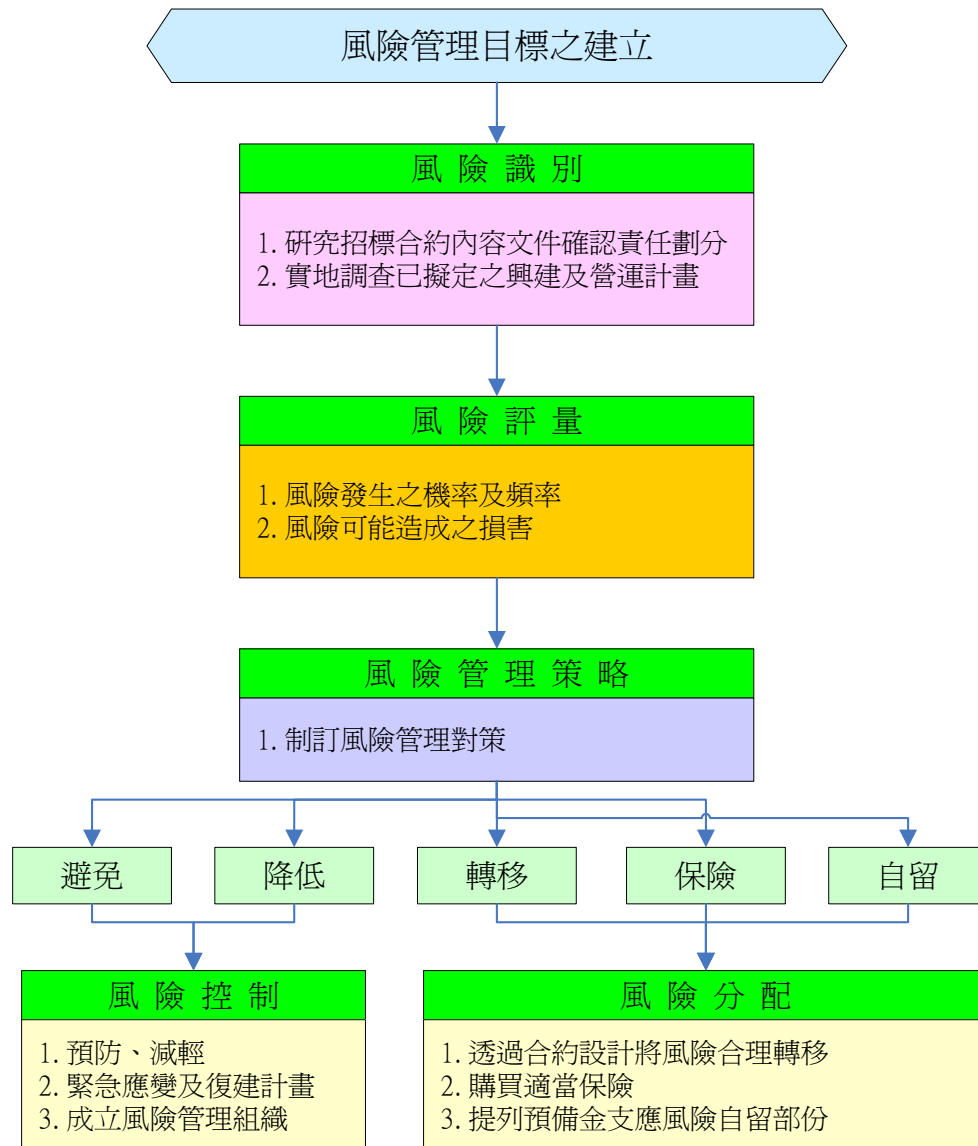 風險管理目標之建立
風險識別
1. 研究招標合約內容文件確認責任劃分
2. 實地調查已擬定之興建及營運計畫
風險評量
1. 風險發生之機率及頻率
2. 風險可能造成之損害
風險管理策略
1. 制訂風險管理對策
避免
降低
轉移
保險
自留
風險控制
1. 預防、減輕
2. 緊急應變及復建計畫
3. 成立風險管理組織
風險分配
1. 透過合約設計將風險合理轉移
2. 購買適當保險
3. 提列預備金支應風險自留部份